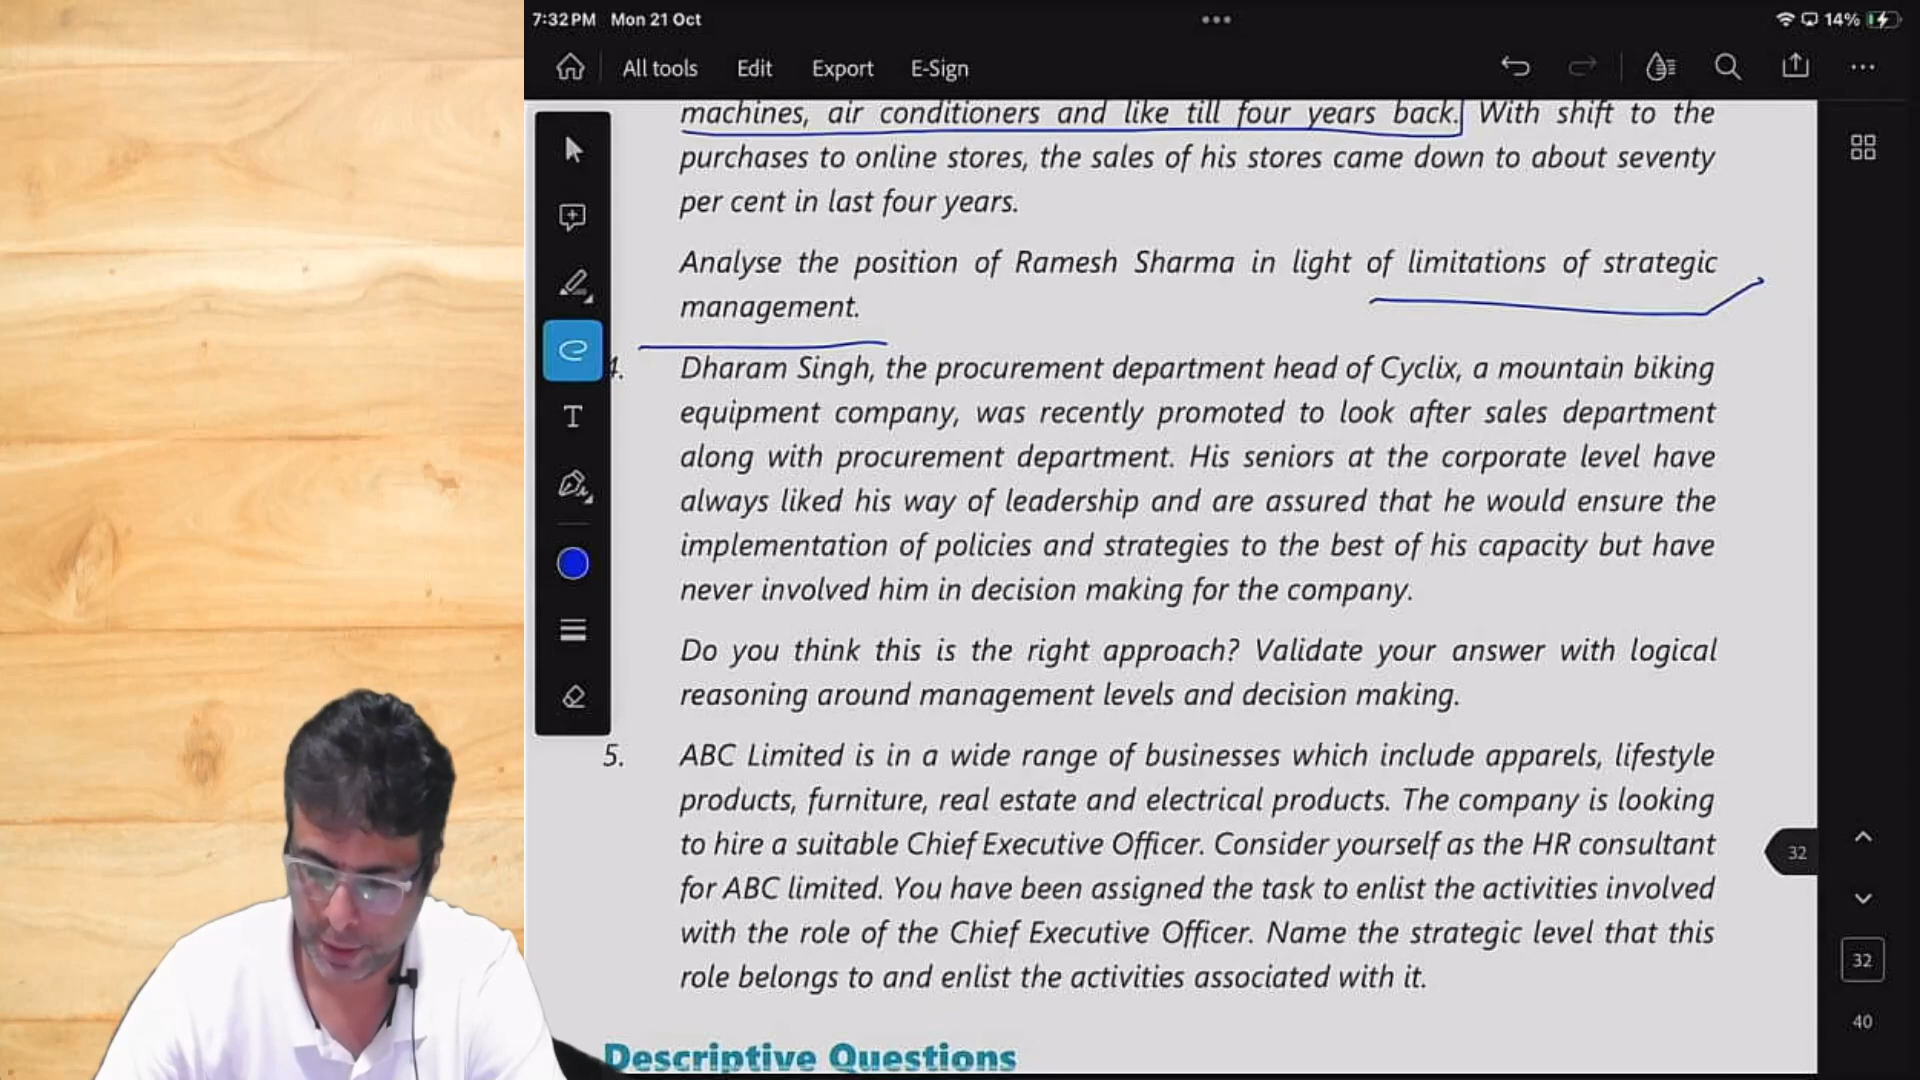 7:32 PM Mon 21 Oct
14%
All tools Edit Export E-Sign
machines, air conditioners and like till four years back. With shift to the
purchases to online stores, the sales of his stores came down to about seventy
per cent in last four years.
Analyse the position of Ramesh Sharma in light of limitations of strategic
management.
4. Dharam Singh, the procurement department head of Cyclix, a mountain biking
equipment company, was recently promoted to look after sales department
along with procurement department. His seniors at the corporate level have
always liked his way of leadership and are assured that he would ensure the
implementation of policies and strategies to the best of his capacity but have
never involved him in decision making for the company.
Do you think this is the right approach? Validate your answer with logical
reasoning around management levels and decision making.
5. ABC Limited is in a wide range of businesses which include apparels, lifestyle
products, furniture, real estate and electrical products. The company is looking
to hire a suitable Chief Executive Officer. Consider yourself as the HR consultant
for ABC limited. You have been assigned the task to enlist the activities involved
with the role of the Chief Executive Officer. Name the strategic level that this
role belongs to and enlist the activities associated with it.
Descriptive Questions
32
32
40